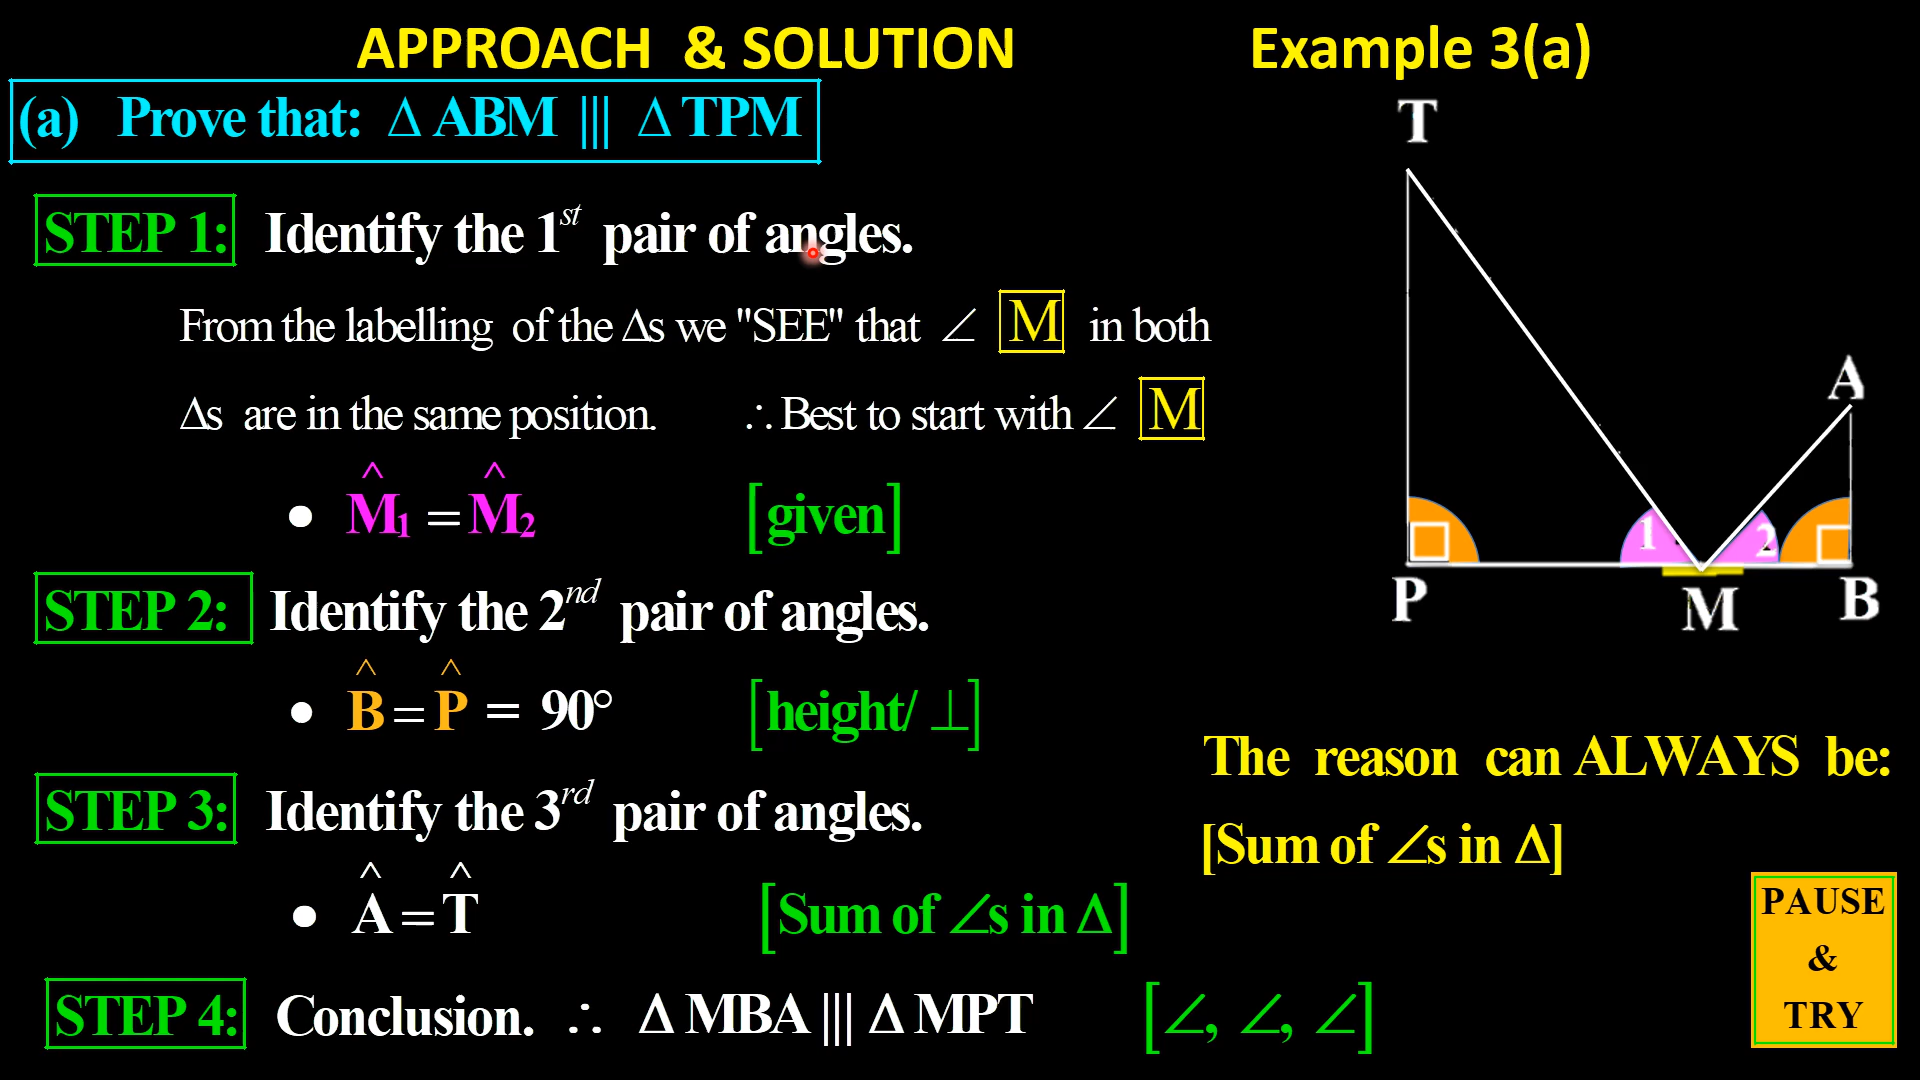 APPROACH & SOLUTION
Example 3(a)
(a) Prove that: Δ ABM ||| Δ TPM
STEP 1: Identify the 1st pair of angles.
From the labelling of the Δs we "SEE" that ∠ M in both
Δs are in the same position. ∴ Best to start with ∠ M
• M̂1 = M̂2 [given]
STEP 2: Identify the 2nd pair of angles.
• B̂ = P̂ = 90° [height/ ⊥]
STEP 3: Identify the 3rd pair of angles.
• Â = T̂ [Sum of ∠s in Δ]
STEP 4: Conclusion. ∴ Δ MBA ||| Δ MPT [∠, ∠, ∠]
T
A
1
2
P
M
B
The reason can ALWAYS be:
[Sum of ∠s in Δ]
PAUSE
&
TRY